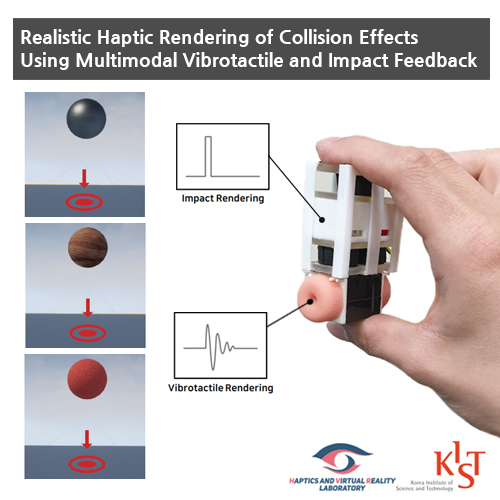 Realistic Haptic Rendering of Collision Effects
Using Multimodal Vibrotactile and Impact Feedback
Impact Rendering
Vibrotactile Rendering
HAPTICS AND VIRTUAL REALITY
LABORATORY
KIST
Korea Institute of
Science and Technology